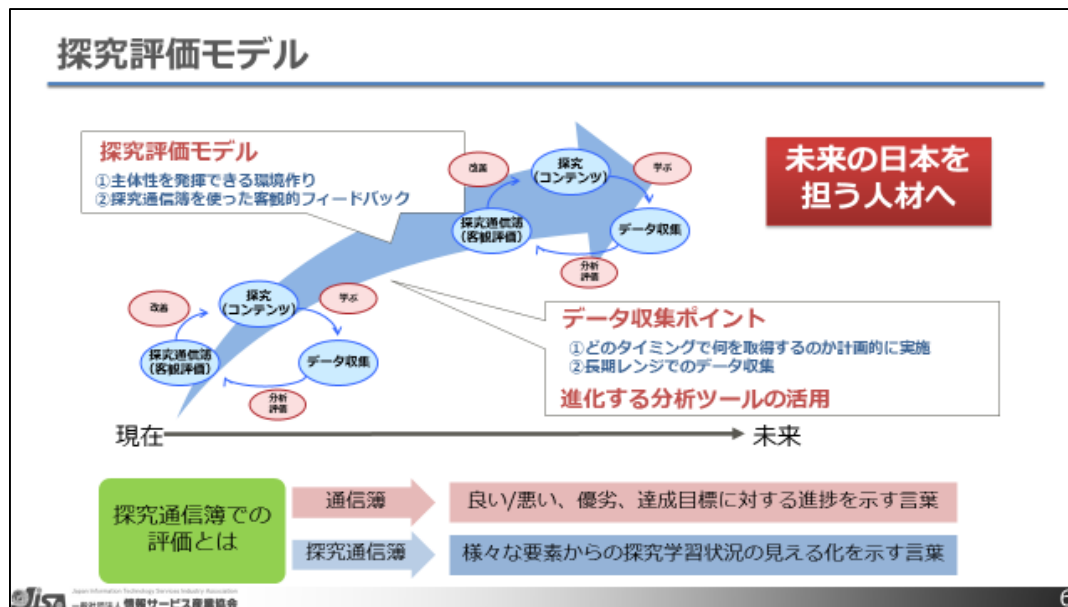 探究評価モデル
探究評価モデル
①主体性を発揮できる環境作り
②探究通信簿を使った客観的フィードバック
改善
探究
(コンテンツ)
学ぶ
探究通信簿
(客観評価)
データ収集
分析
評価
未来の日本を
担う人材へ
改善
探究
(コンテンツ)
学ぶ
探究通信簿
(客観評価)
データ収集
分析
評価
データ収集ポイント
①どのタイミングで何を取得するのか計画的に実施
②長期レンジでのデータ収集
進化する分析ツールの活用
現在
未来
探究通信簿での
評価とは
通信簿
良い/悪い、優劣、達成目標に対する進捗を示す言葉
探究通信簿
様々な要素からの探究学習状況の見える化を示す言葉
JISA
Japan Information Technology Services Industry Association
一般社団法人 情報サービス産業協会
6